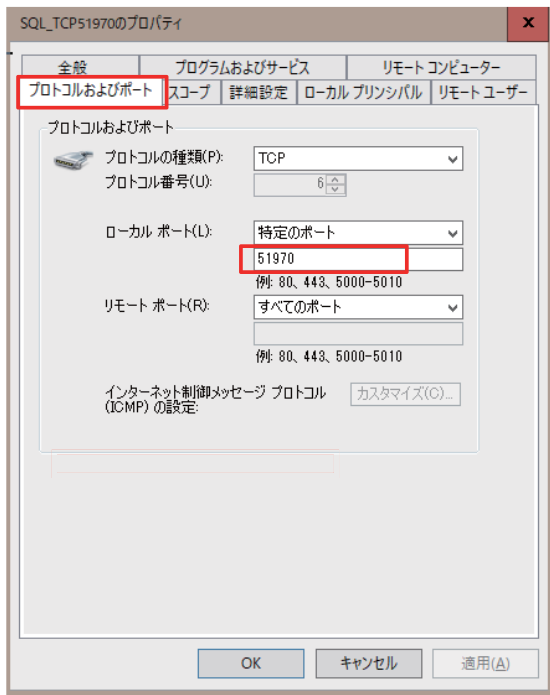 SQL_TCP51970のプロパティ
x
全般 プログラムおよびサービス リモート コンピューター
プロトコルおよびポート スコープ 詳細設定 ローカル プリンシパル リモート ユーザー
プロトコルおよびポート
プロトコルの種類(P): TCP
プロトコル番号(U): 6
ローカル ポート(L): 特定のポート
51970
例: 80、443、5000-5010
リモート ポート(R): すべてのポート
例: 80、443、5000-5010
インターネット制御メッセージ プロトコル カスタマイズ(C)...
(ICMP) の設定:
OK キャンセル 適用(A)